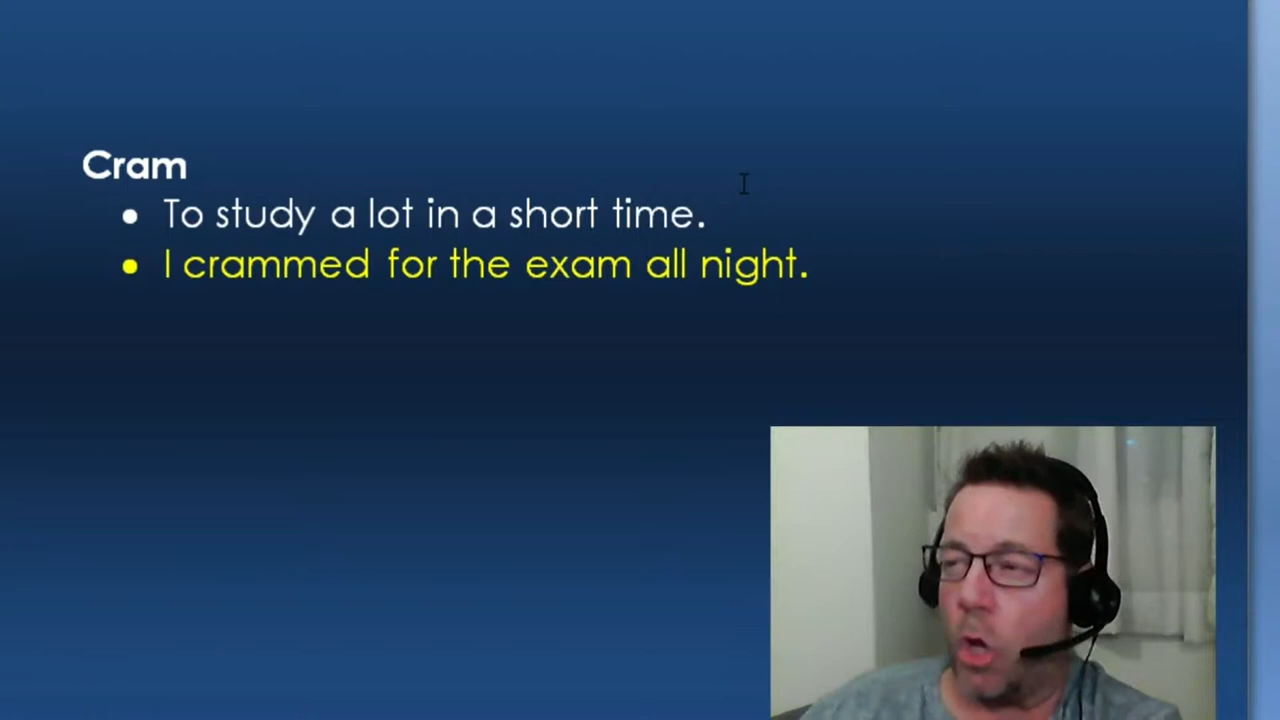 Cram
• To study a lot in a short time.
• I crammed for the exam all night.